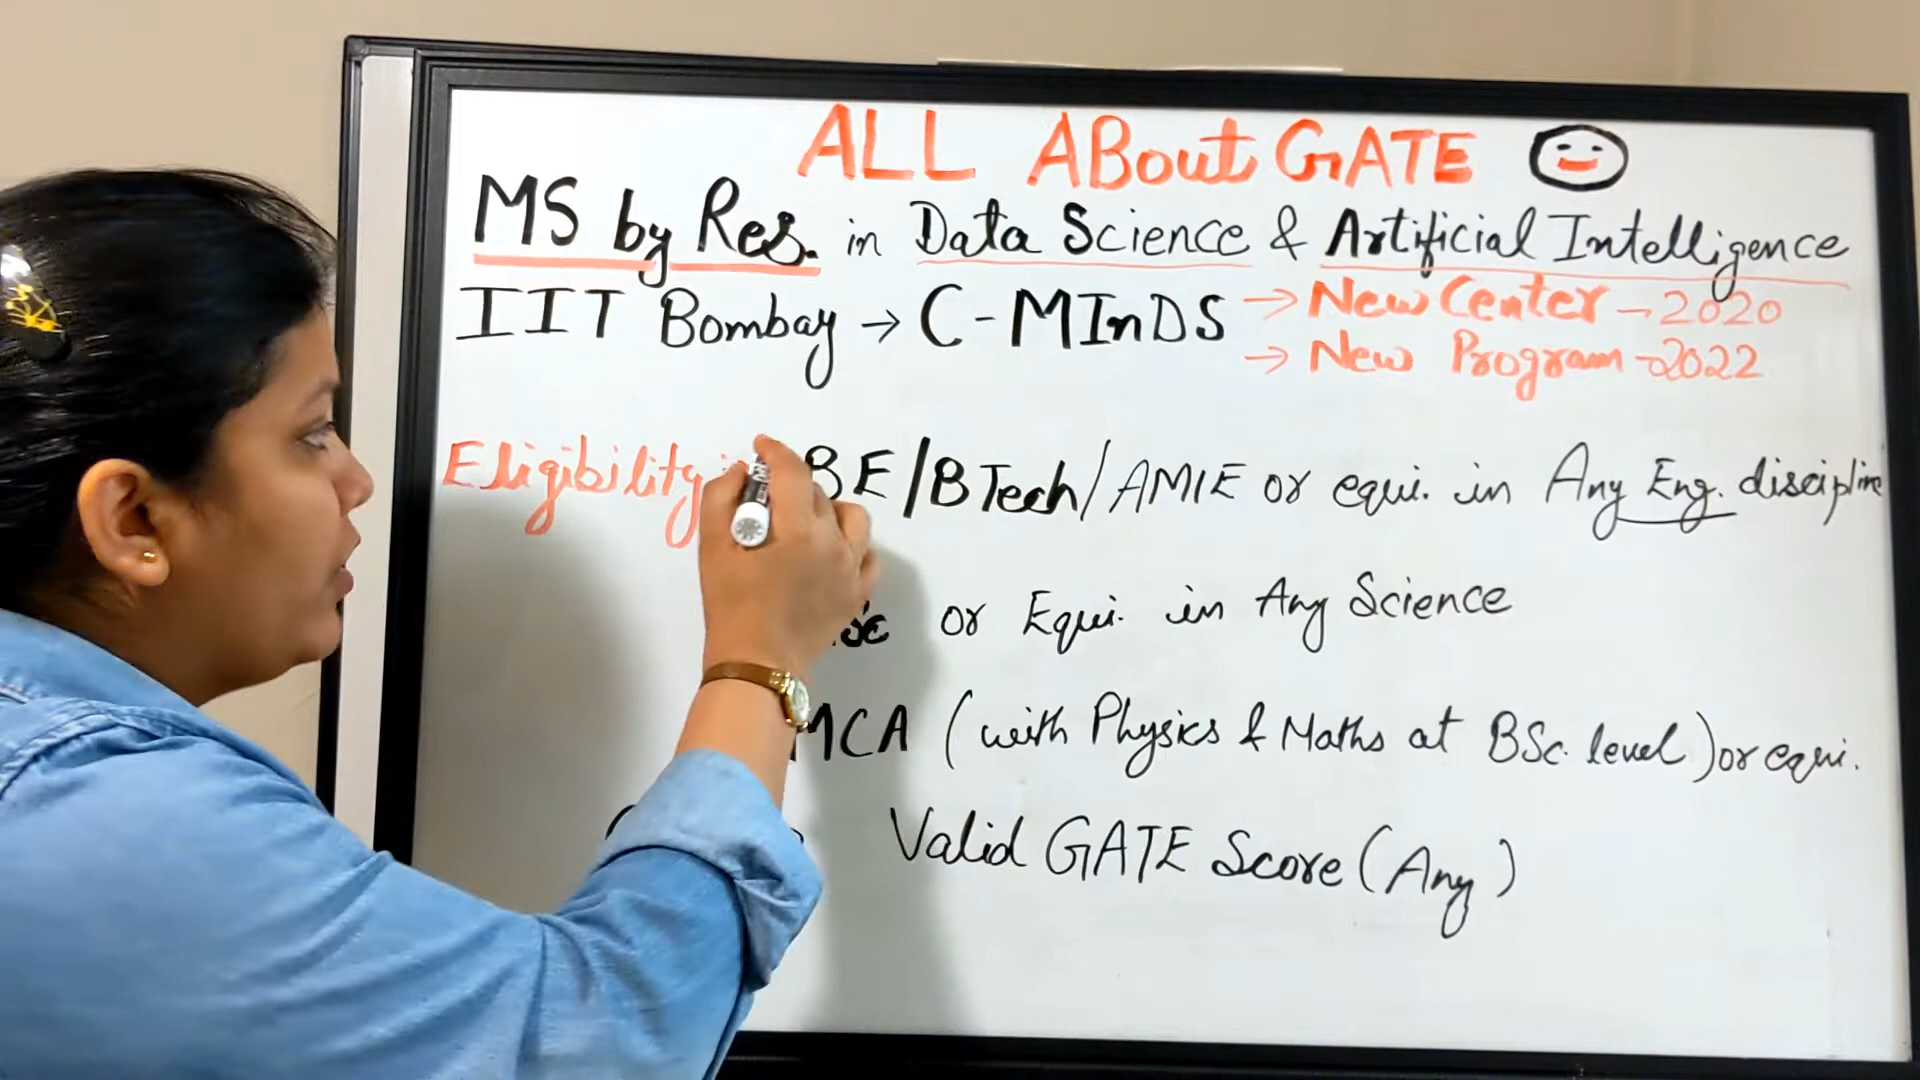 ALL ABout GATE
MS by Res. in Data Science & Artificial Intelligence
IIT Bombay → C-MInDS → New Center - 2020
→ New Program - 2022
Eligibility BE/BTech/AMIE or equi. in Any Eng. discipline
or Equi. in Any Science
MCA (with Physics & Maths at BSc. level) or equi.
Valid GATE Score (Any)